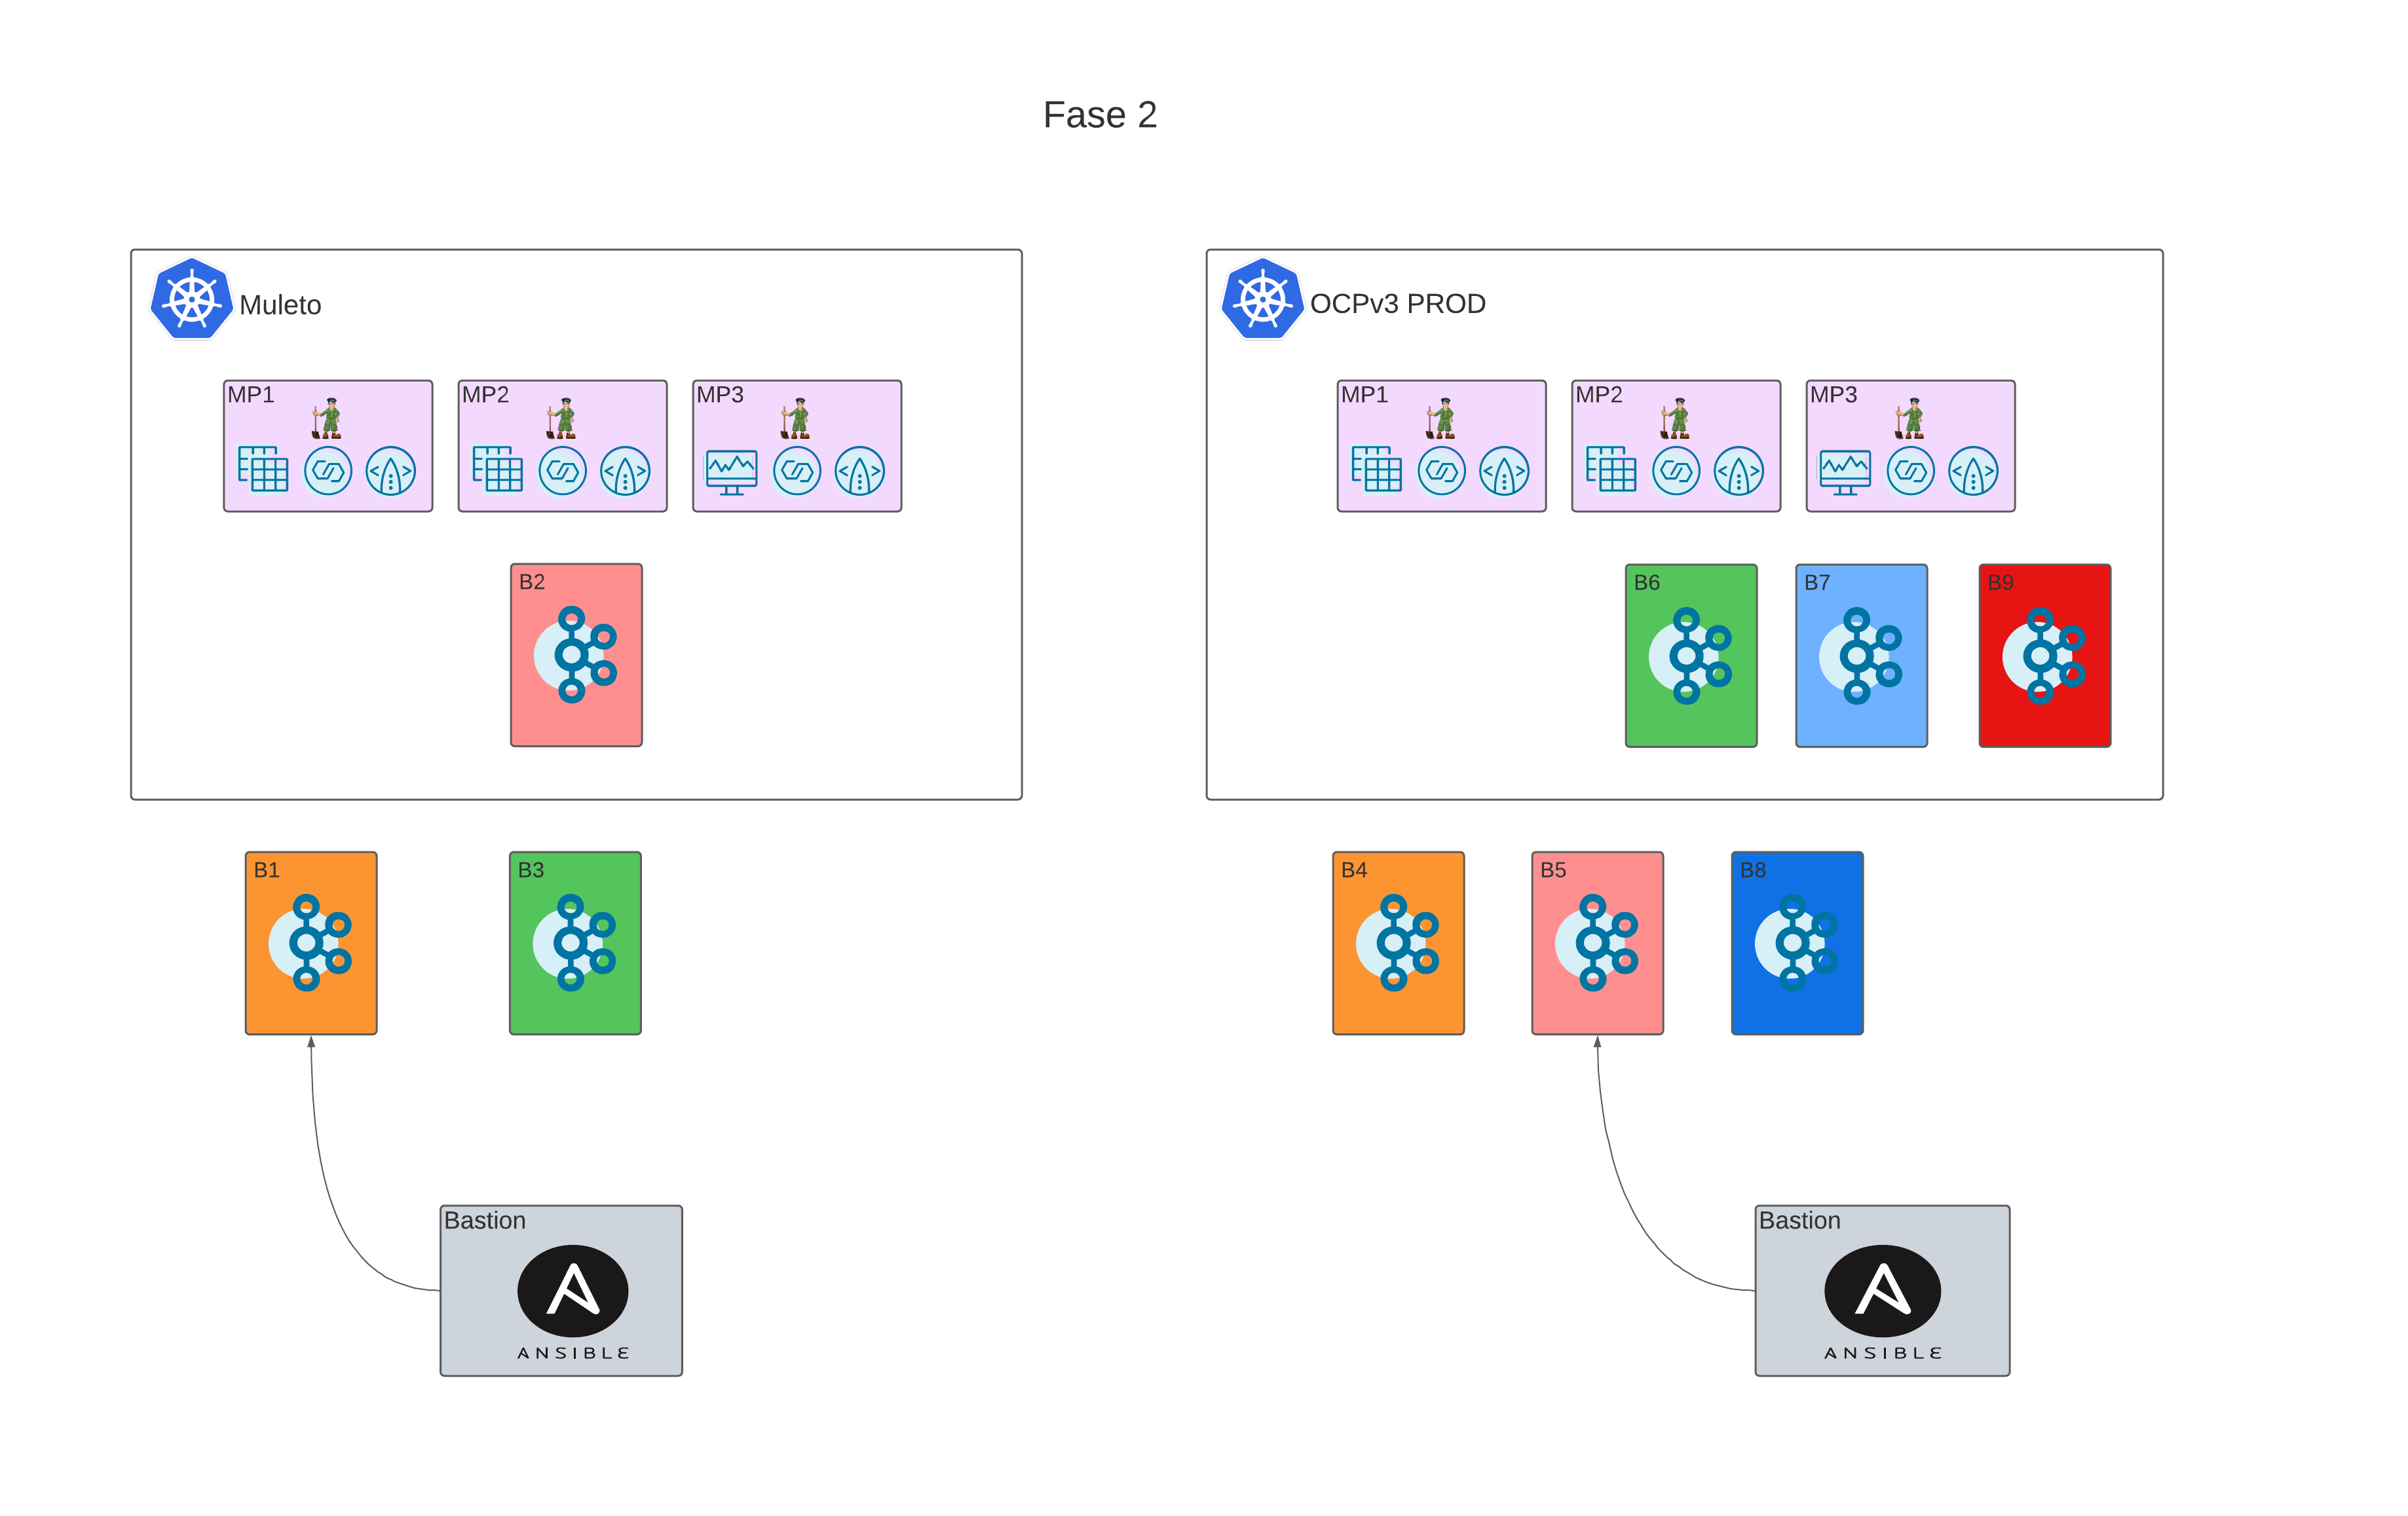 Fase 2
Muleto
MP1
MP2
MP3
B2
B1
B3
Bastion
ANSIBLE
OCPv3 PROD
MP1
MP2
MP3
B6
B7
B9
B4
B5
B8
Bastion
ANSIBLE